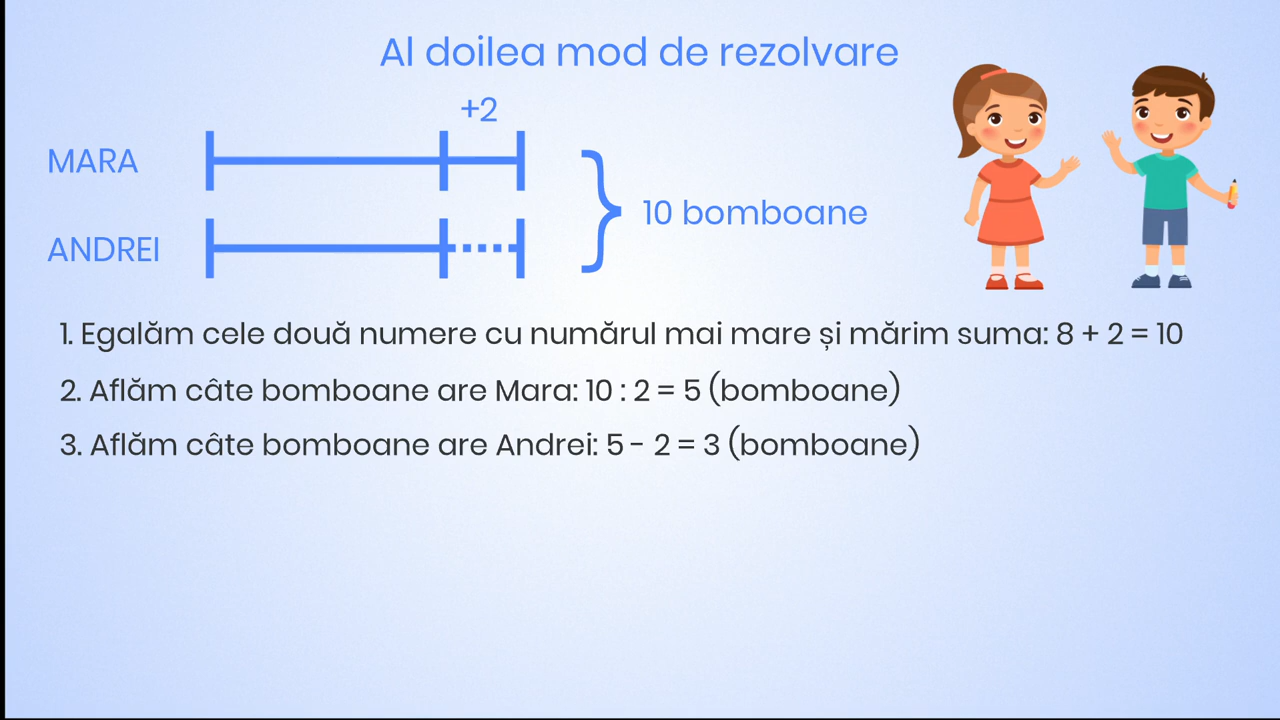 Al doilea mod de rezolvare
+2
MARA
10 bomboane
ANDREI
1. Egalăm cele două numere cu numărul mai mare și mărim suma: 8 + 2 = 10
2. Aflăm câte bomboane are Mara: 10 : 2 = 5 (bomboane)
3. Aflăm câte bomboane are Andrei: 5 - 2 = 3 (bomboane)